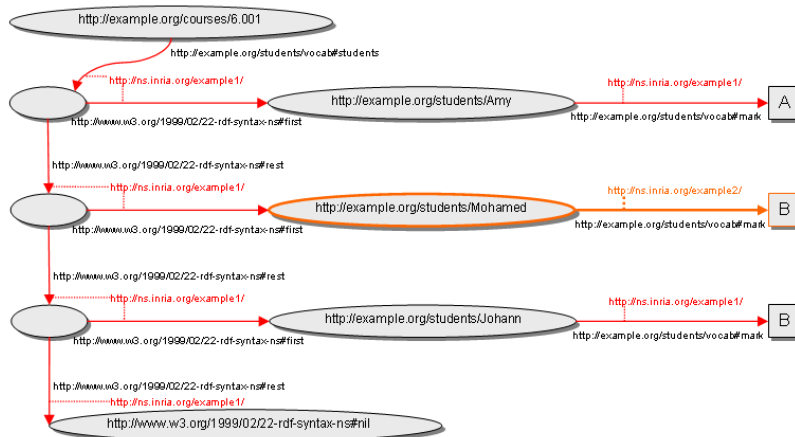 http://example.org/courses/6.001
http://example.org/students/vocab#students
http://ns.inria.org/example1/
http://ns.inria.org/example1/
http://example.org/students/Amy
A
http://www.w3.org/1999/02/22-rdf-syntax-ns#first
http://example.org/students/vocab#mark
http://www.w3.org/1999/02/22-rdf-syntax-ns#rest
http://ns.inria.org/example1/
http://ns.inria.org/example2/
http://example.org/students/Mohamed
B
http://www.w3.org/1999/02/22-rdf-syntax-ns#first
http://example.org/students/vocab#mark
http://www.w3.org/1999/02/22-rdf-syntax-ns#rest
http://ns.inria.org/example1/
http://ns.inria.org/example1/
http://example.org/students/Johann
B
http://www.w3.org/1999/02/22-rdf-syntax-ns#first
http://example.org/students/vocab#mark
http://www.w3.org/1999/02/22-rdf-syntax-ns#rest
http://ns.inria.org/example1/
http://www.w3.org/1999/02/22-rdf-syntax-ns#nil